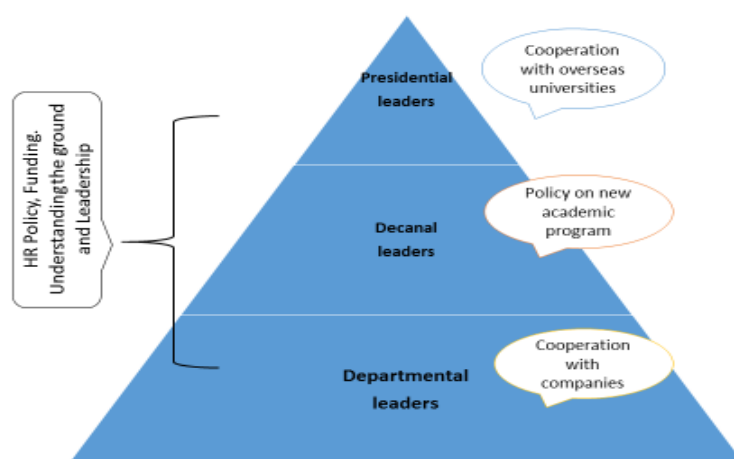 HR Policy, Funding.
Understanding the ground
and Leadership
Presidential
leaders
Cooperation
with overseas
universities
Decanal
leaders
Policy on new
academic
program
Departmental
leaders
Cooperation
with
companies